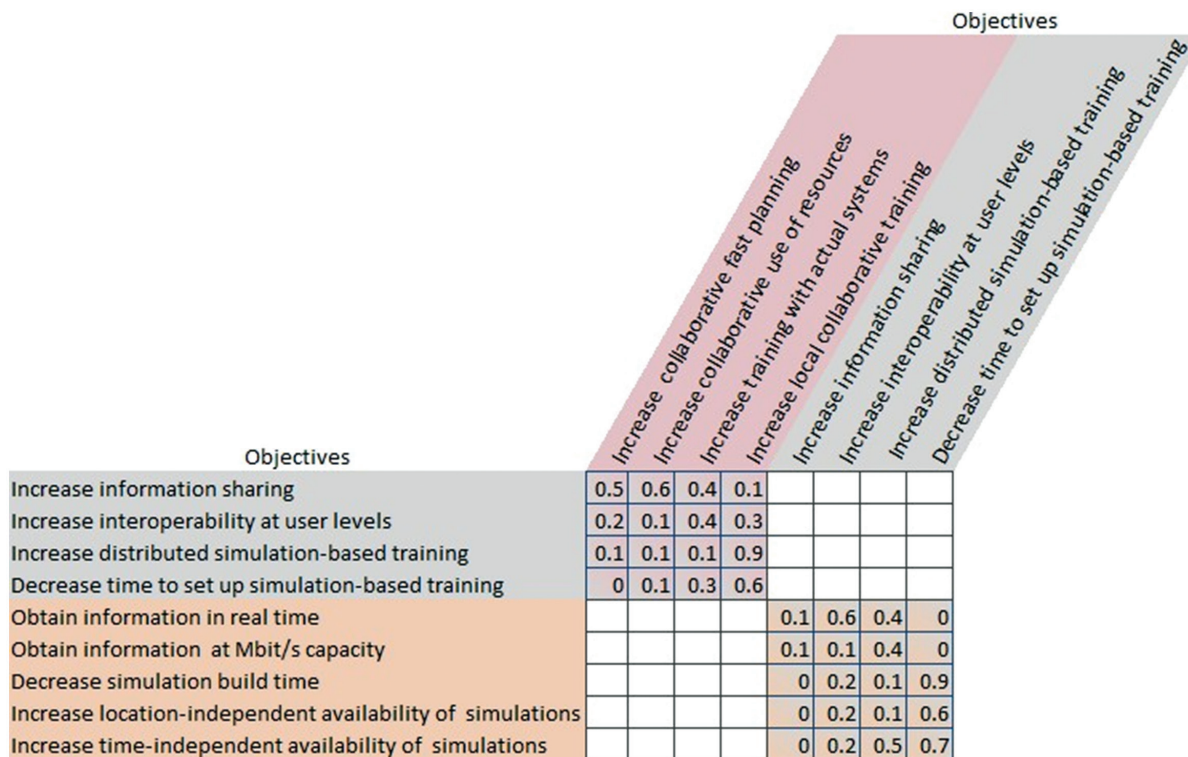 Objectives
Increase collaborative fast planning
Increase collaborative use of resources
Increase training with actual systems
Increase local collaborative training
Increase information sharing
Increase interoperability at user levels
Increase distributed simulation-based training
Decrease time to set up simulation-based training
Objectives
Increase information sharing 0.5 0.6 0.4 0.1
Increase interoperability at user levels 0.2 0.1 0.4 0.3
Increase distributed simulation-based training 0.1 0.1 0.1 0.9
Decrease time to set up simulation-based training 0 0.1 0.3 0.6
Obtain information in real time 0.1 0.6 0.4 0
Obtain information at Mbit/s capacity 0.1 0.1 0.4 0
Decrease simulation build time 0 0.2 0.1 0.9
Increase location-independent availability of simulations 0 0.2 0.1 0.6
Increase time-independent availability of simulations 0 0.2 0.5 0.7